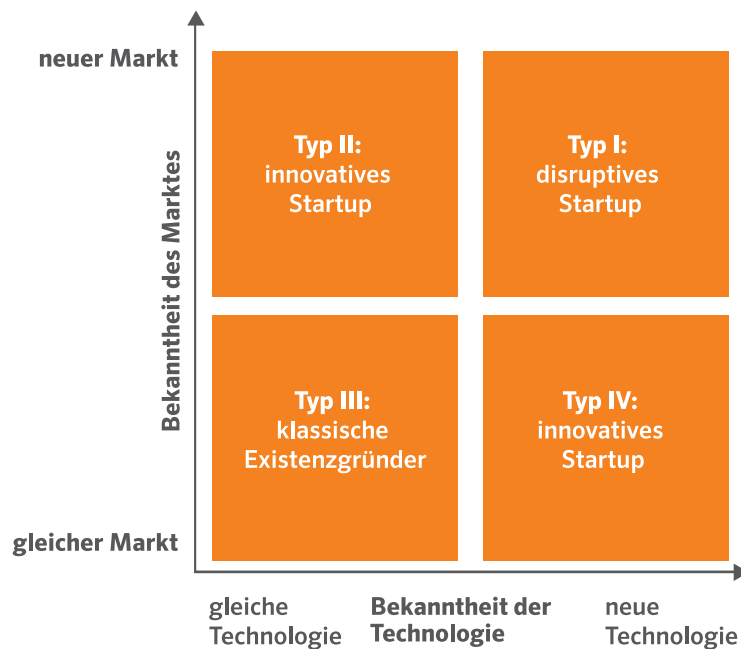 neuer Markt
Bekanntheit des Marktes
gleicher Markt
Typ II:
innovatives
Startup
Typ I:
disruptives
Startup
Typ III:
klassische
Existenzgründer
Typ IV:
innovatives
Startup
gleiche
Technologie
Bekanntheit der
Technologie
neue
Technologie